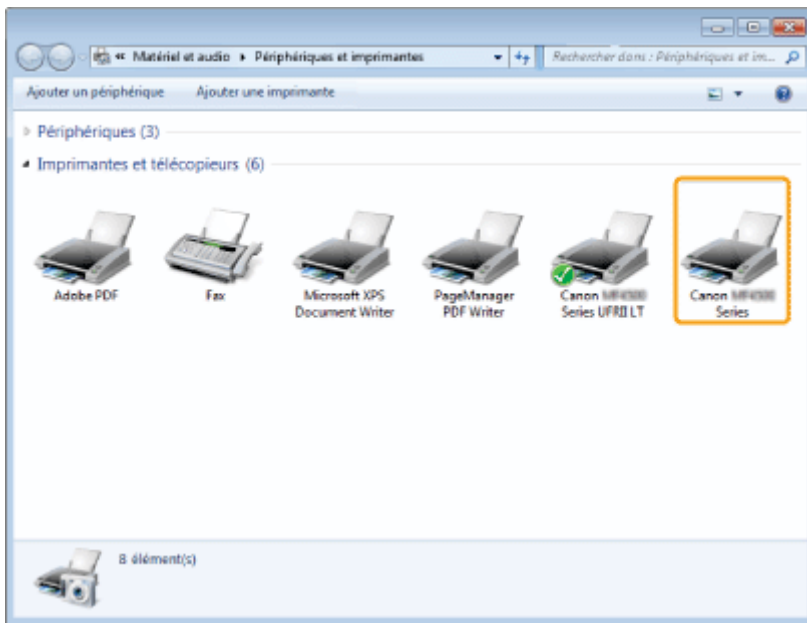 Matériel et audio Périphériques et imprimantes
Rechercher dans : Périphériques et im...
Ajouter un périphérique Ajouter une imprimante
Périphériques (3)
Imprimantes et télécopieurs (6)
Adobe PDF
Fax
Microsoft XPS
Document Writer
PageManager
PDF Writer
Canon
Series UFRII LT
Canon
Series
8 élément(s)